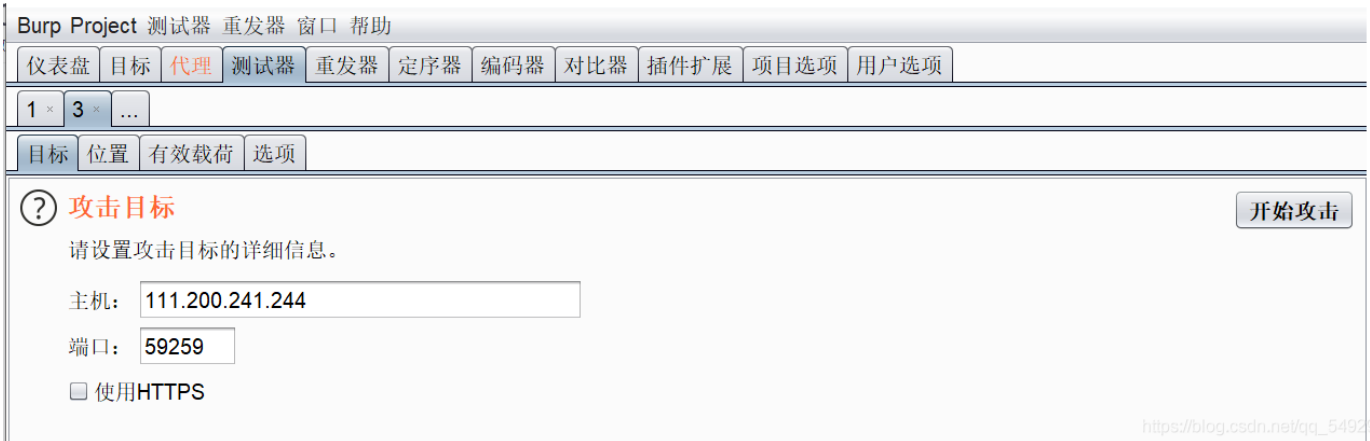 Burp Project 测试器 重发器 窗口 帮助
仪表盘 目标 代理 测试器 重发器 定序器 编码器 对比器 插件扩展 项目选项 用户选项
1 × 3 × ...
目标 位置 有效载荷 选项
? 攻击目标 开始攻击
请设置攻击目标的详细信息。
主机： 111.200.241.244
端口： 59259
使用HTTPS
https://blog.csdn.net/qq_5492